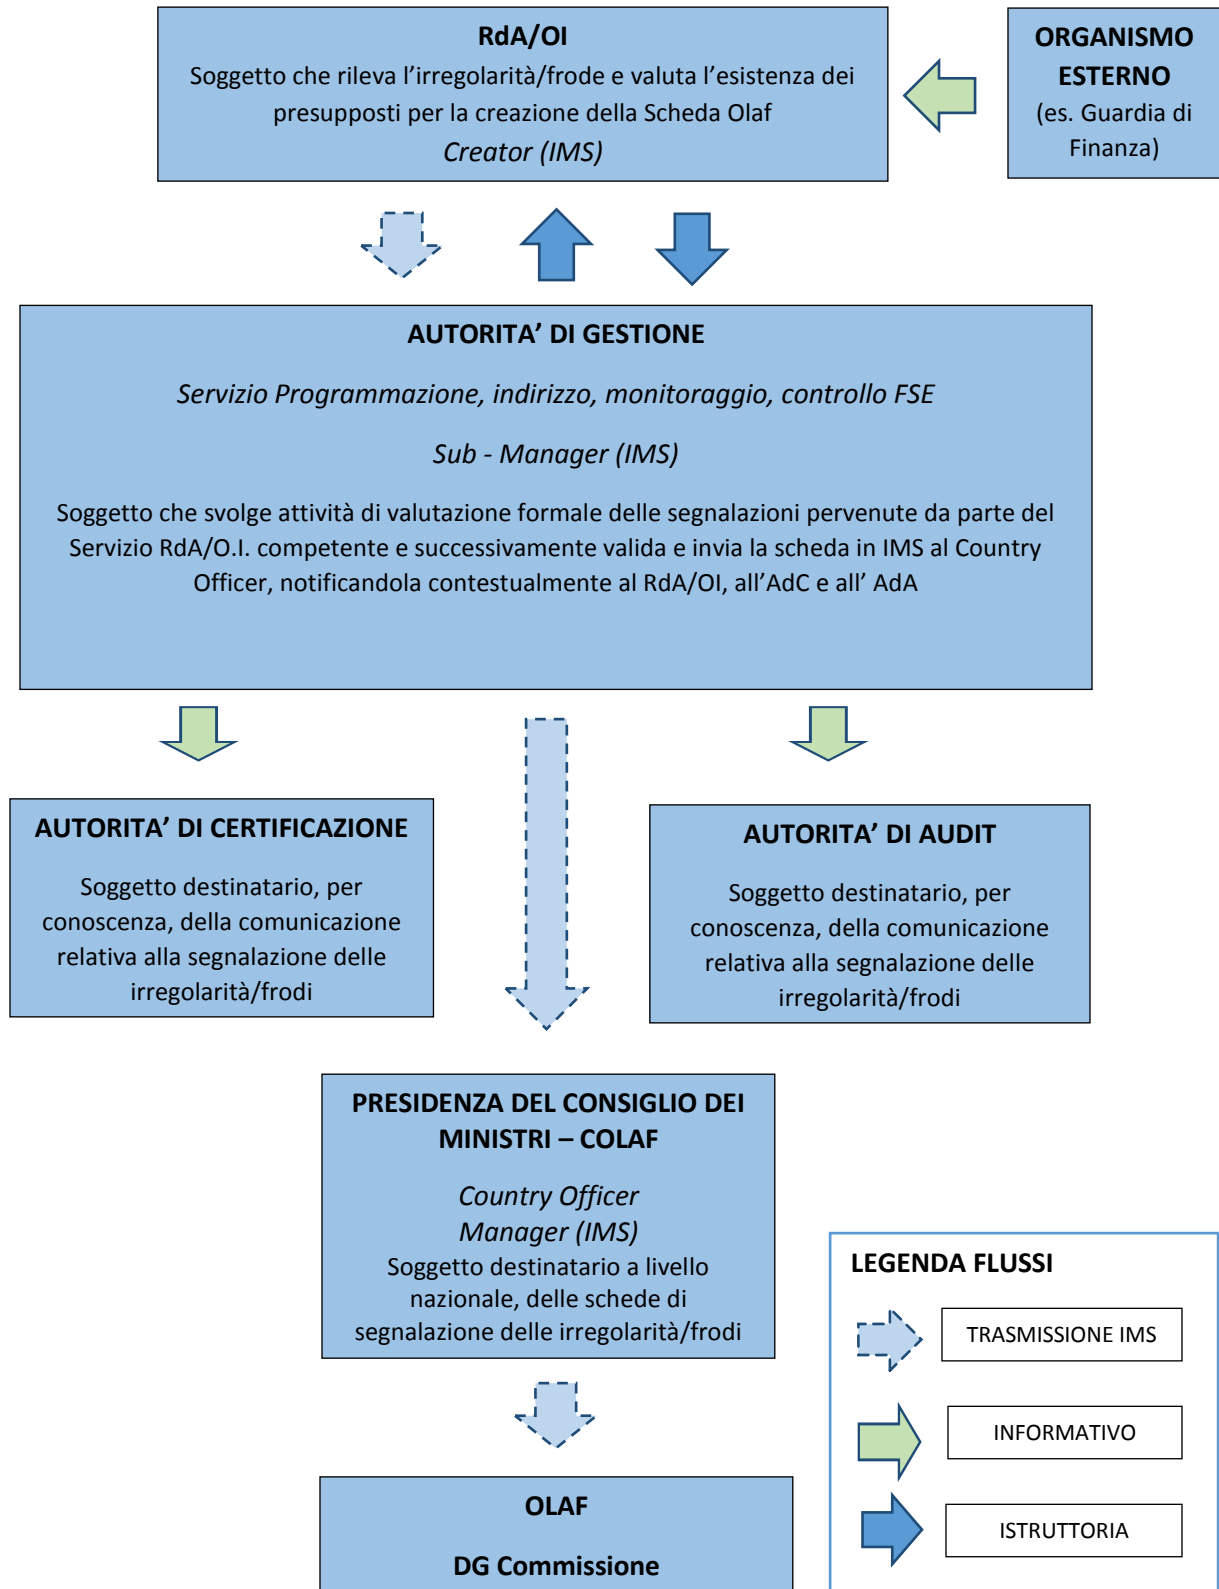 RdA/OI
Soggetto che rileva l’irregolarità/frode e valuta l’esistenza dei
presupposti per la creazione della Scheda Olaf
Creator (IMS)
ORGANISMO
ESTERNO
(es. Guardia di
Finanza)
AUTORITA’ DI GESTIONE
Servizio Programmazione, indirizzo, monitoraggio, controllo FSE
Sub - Manager (IMS)
Soggetto che svolge attività di valutazione formale delle segnalazioni pervenute da parte del
Servizio RdA/O.I. competente e successivamente valida e invia la scheda in IMS al Country
Officer, notificandola contestualmente al RdA/OI, all’AdC e all’ AdA
AUTORITA’ DI CERTIFICAZIONE
Soggetto destinatario, per
conoscenza, della comunicazione
relativa alla segnalazione delle
irregolarità/frodi
AUTORITA’ DI AUDIT
Soggetto destinatario, per
conoscenza, della comunicazione
relativa alla segnalazione delle
irregolarità/frodi
PRESIDENZA DEL CONSIGLIO DEI
MINISTRI – COLAF
Country Officer
Manager (IMS)
Soggetto destinatario a livello
nazionale, delle schede di
segnalazione delle irregolarità/frodi
OLAF
DG Commissione
LEGENDA FLUSSI
TRASMISSIONE IMS
INFORMATIVO
ISTRUTTORIA